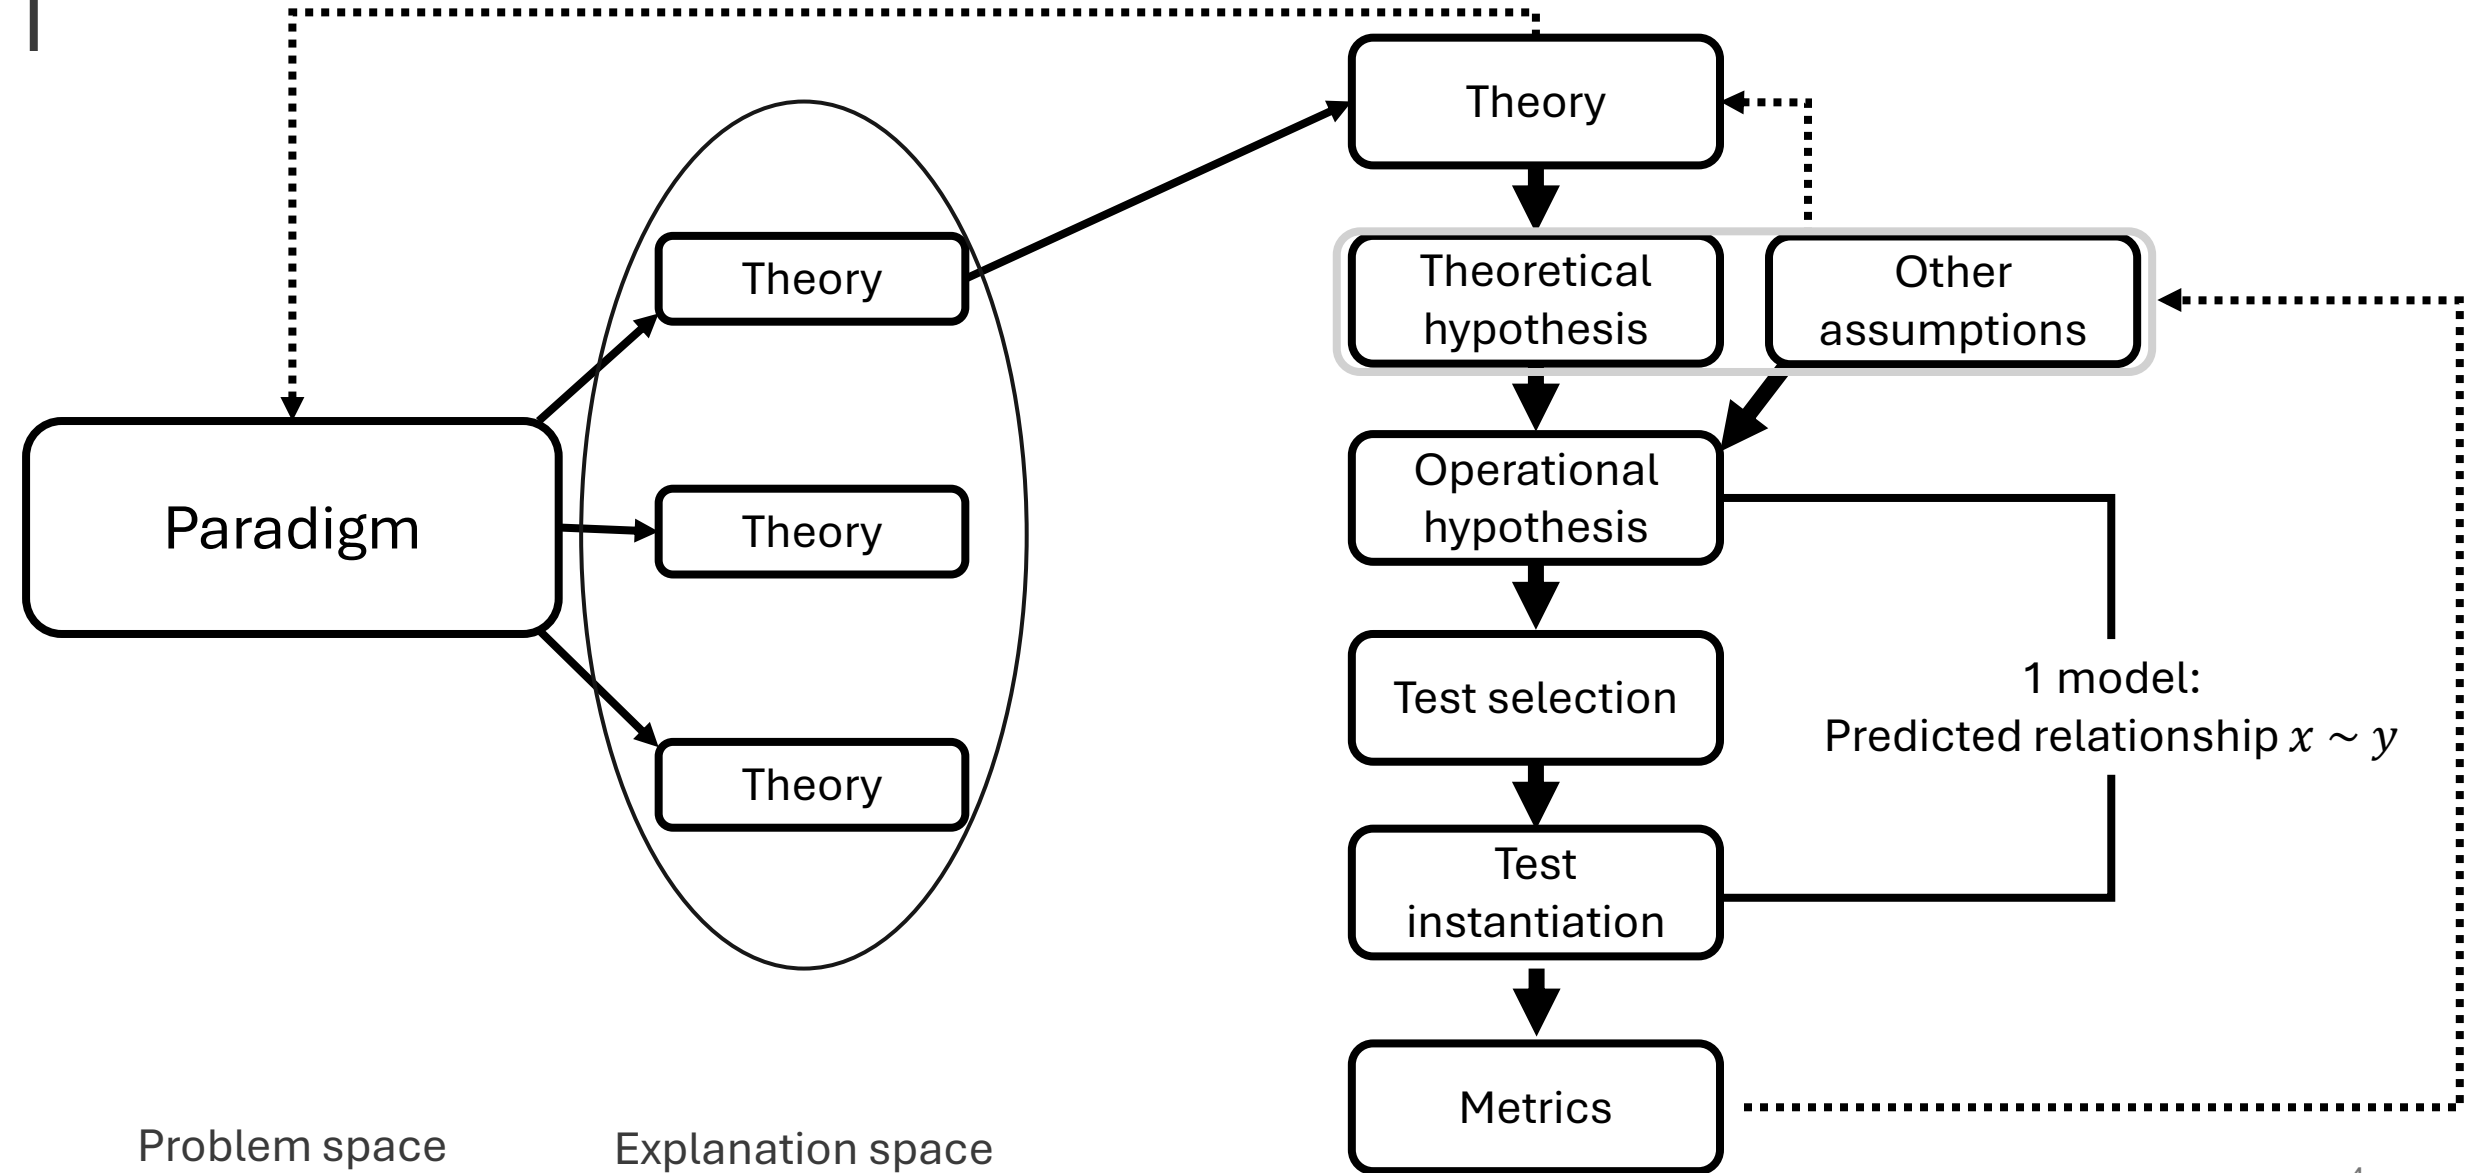 Theory
Theory
Theoretical
hypothesis
Other
assumptions
Paradigm
Theory
Operational
hypothesis
Test selection
1 model:
Predicted relationship x ~ y
Theory
Test
instantiation
Metrics
Problem space
Explanation space